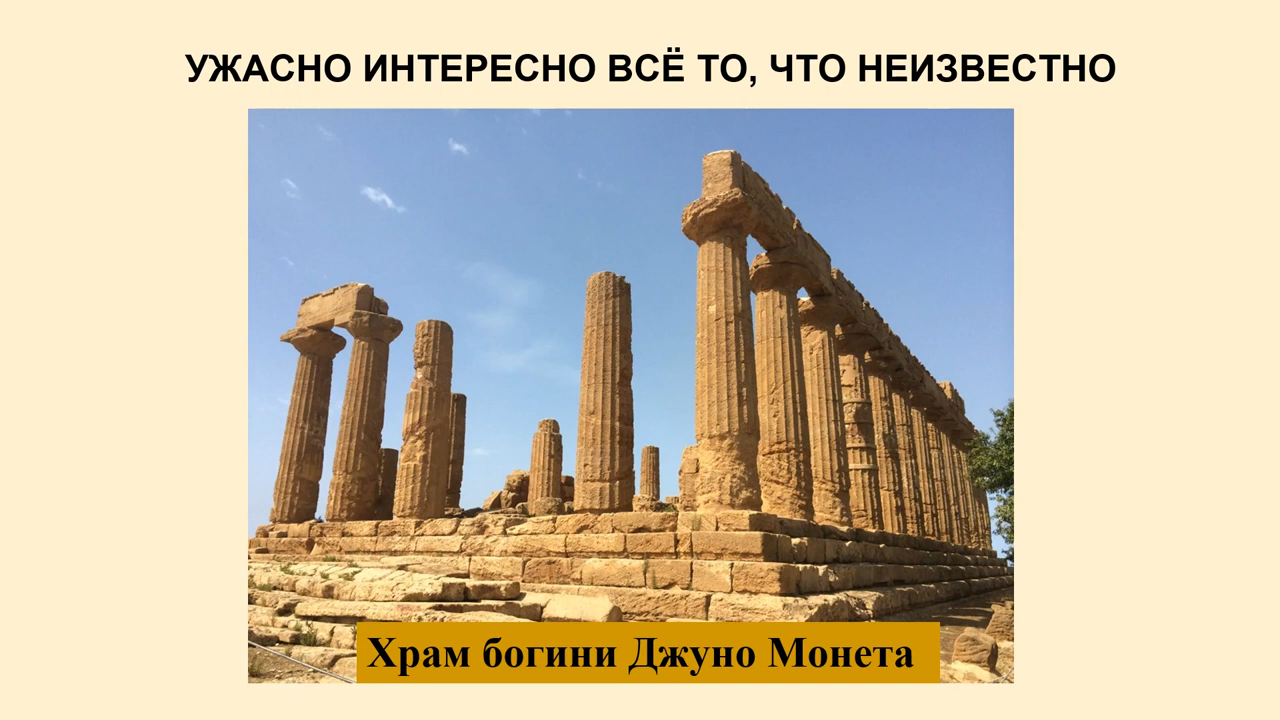 УЖАСНО ИНТЕРЕСНО ВСЁ ТО, ЧТО НЕИЗВЕСТНО
Храм богини Джуно Монета